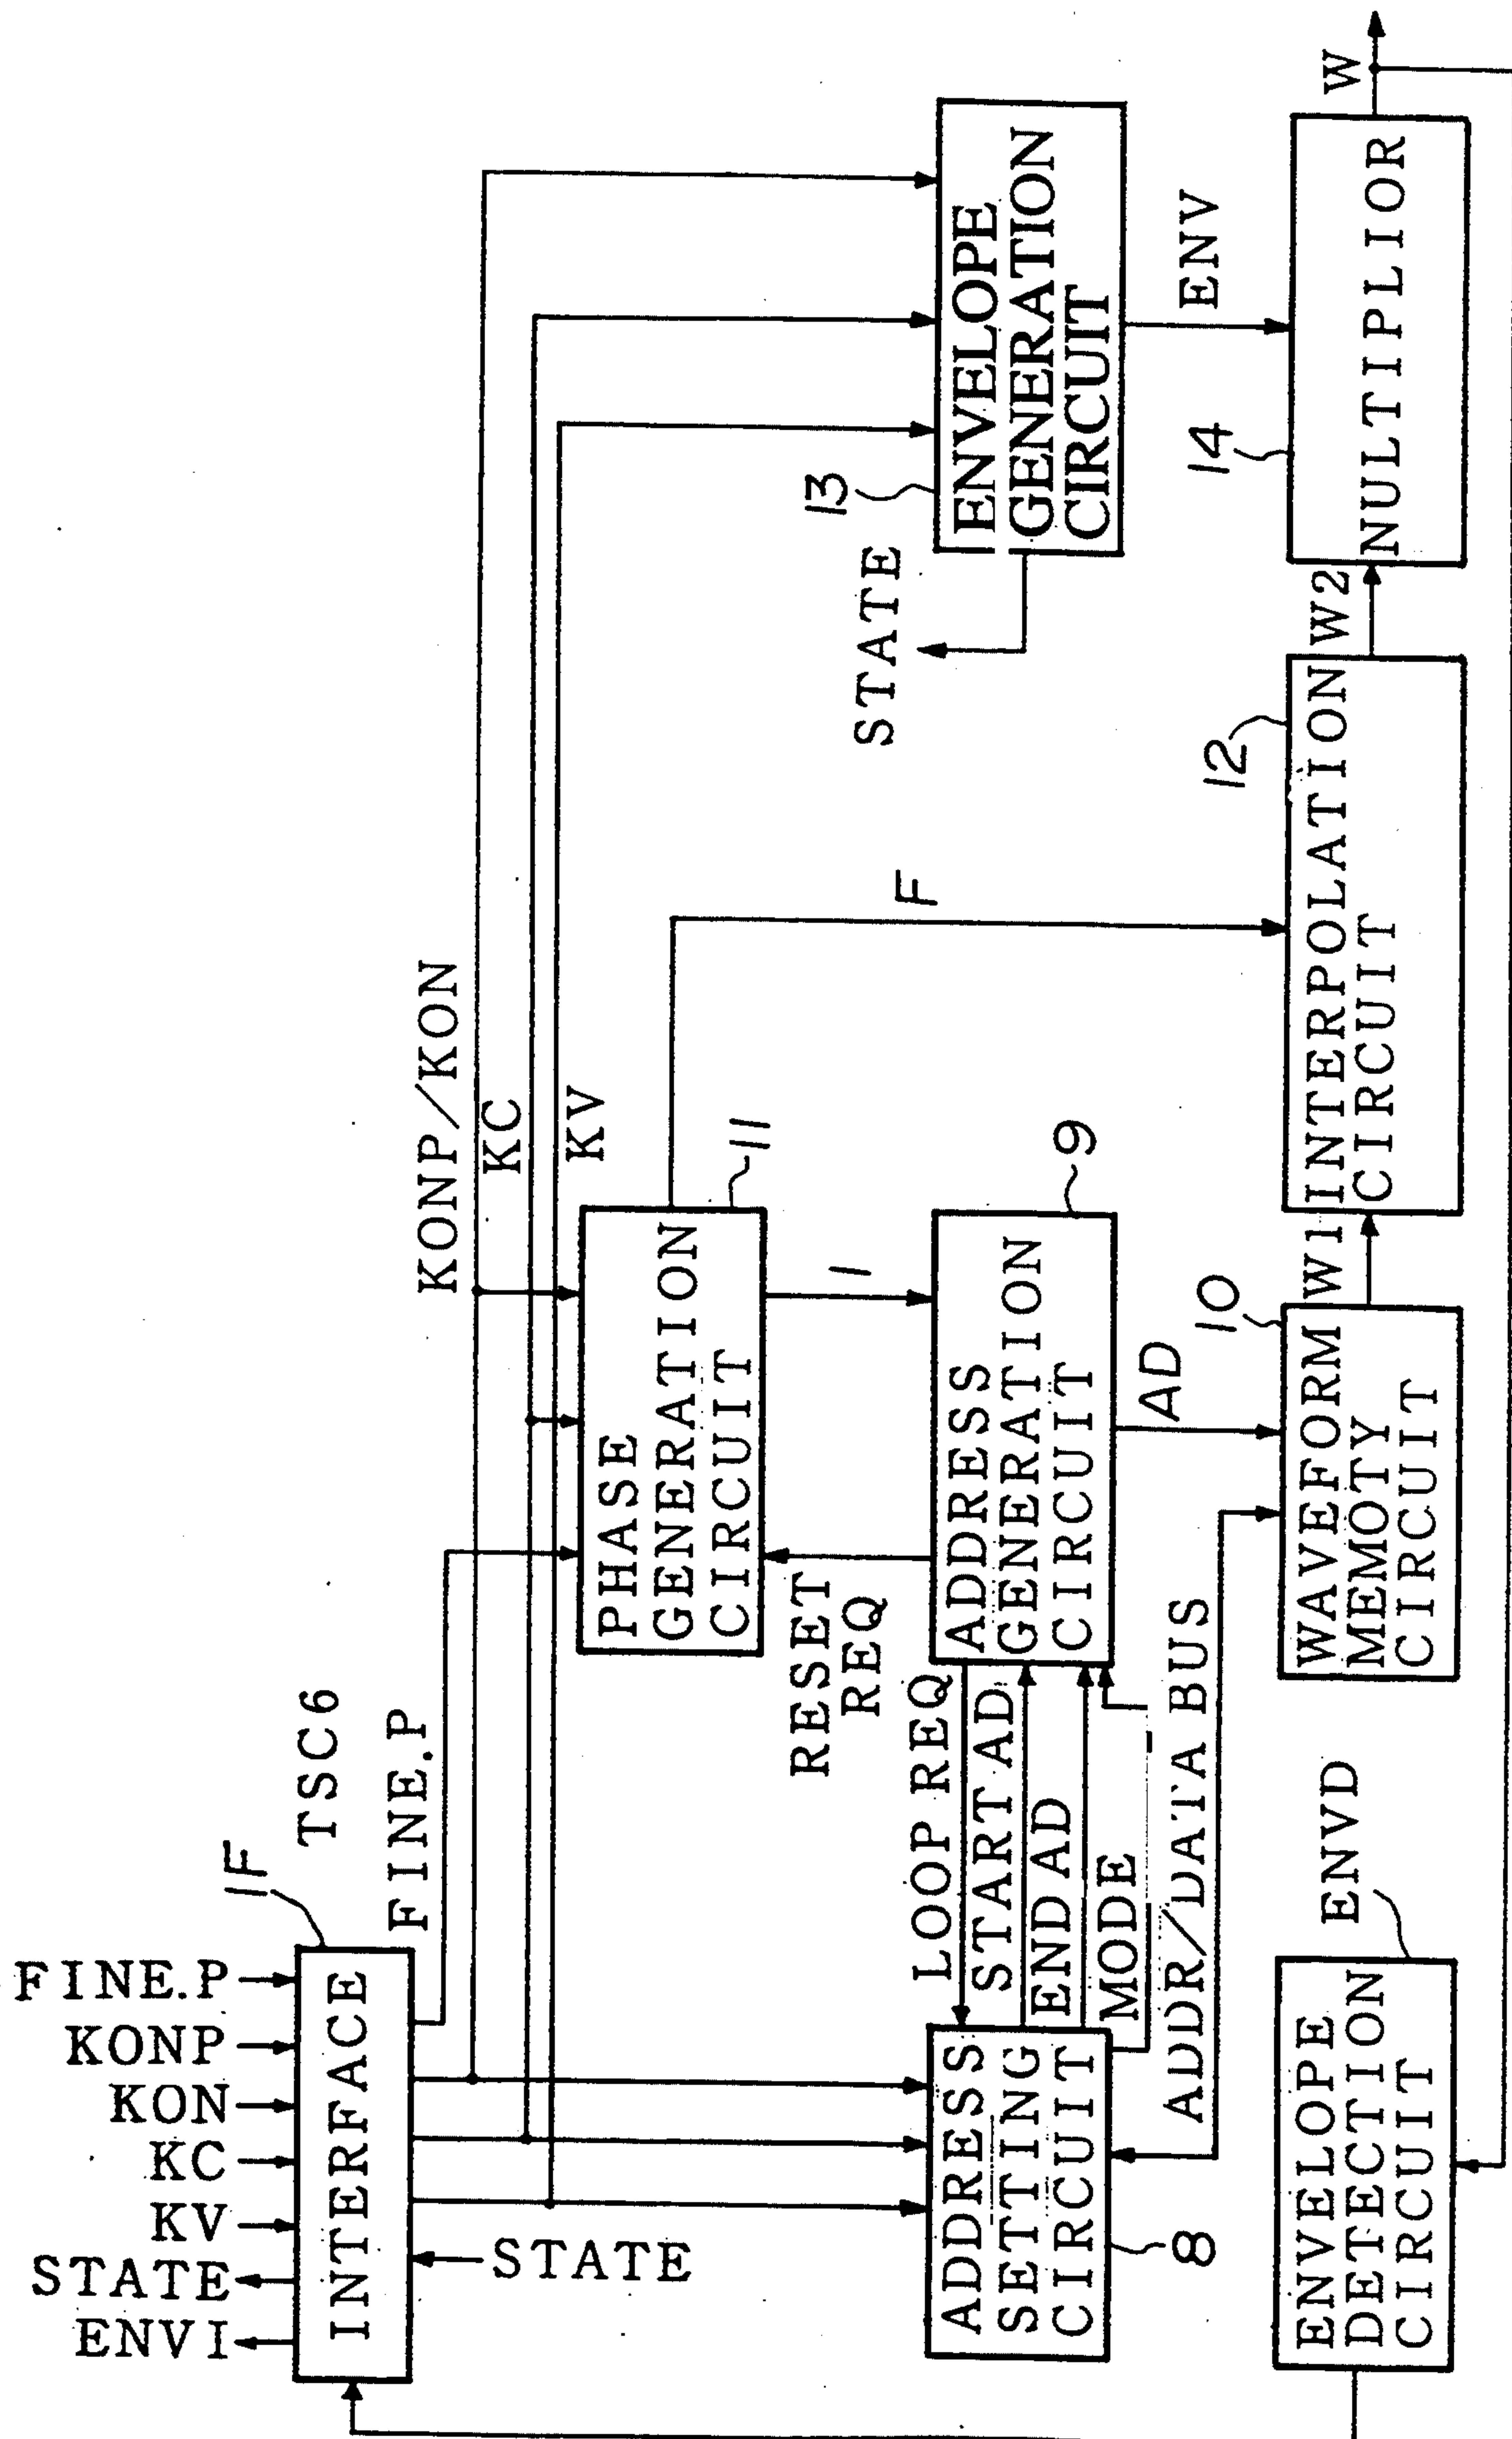 FINE.P
KONP
KON
KC
KV
STATE
ENVI
1F
TSC6
INTERFACE
STATE
FINE.P
KONP/KON
KC
KV
11
PHASE
GENERATION
CIRCUIT
F
I
RESET
REQ
13
ENVELOPE
GENERATION
CIRCUIT
STATE
ENV
9
ADDRESS
GENERATION
CIRCUIT
LOOP REQ
START AD
END AD
MODE
ADDR/DATA BUS
AD
8
ADDRESS
SETTING
CIRCUIT
10
WAVEFORM
MEMOTY
CIRCUIT
W1
12
INTERPOLATION
CIRCUIT
W2
14
NULTIPLIOR
W
ENVD
ENVELOPE
DETECTION
CIRCUIT